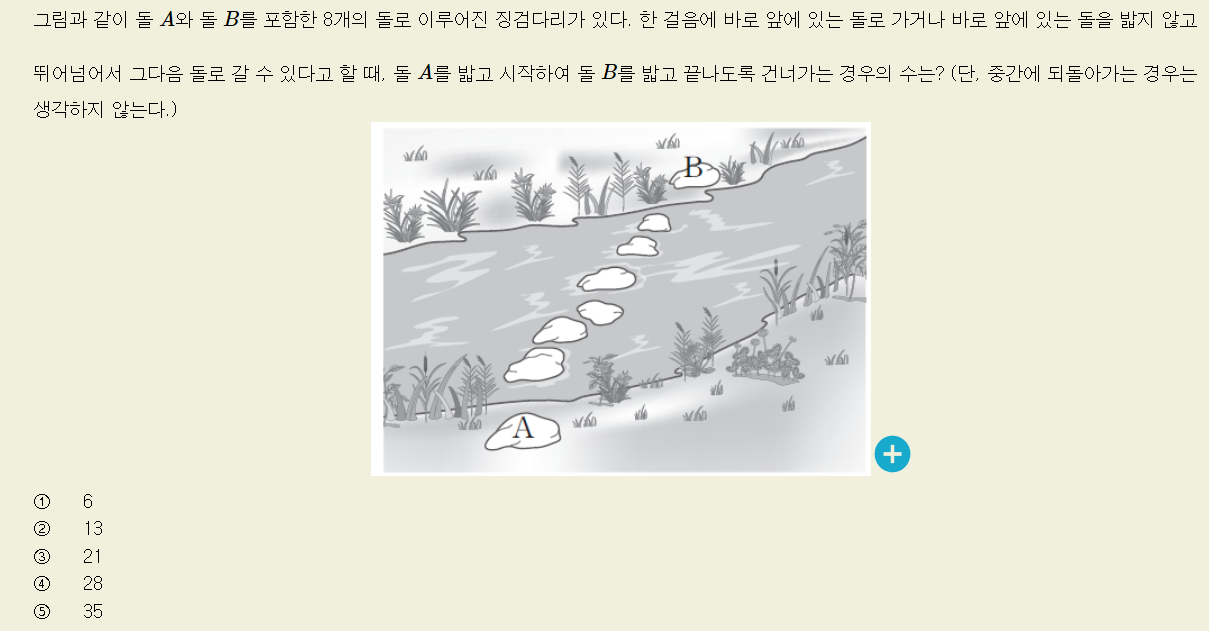 그림과 같이 돌 A와 돌 B를 포함한 8개의 돌로 이루어진 징검다리가 있다. 한 걸음에 바로 앞에 있는 돌로 가거나 바로 앞에 있는 돌을 밟지 않고
뛰어넘어서 그다음 돌로 갈 수 있다고 할 때, 돌 A를 밟고 시작하여 돌 B를 밟고 끝나도록 건너가는 경우의 수는? (단, 중간에 되돌아가는 경우는
생각하지 않는다.)
B
A
+
① 6
② 13
③ 21
④ 28
⑤ 35